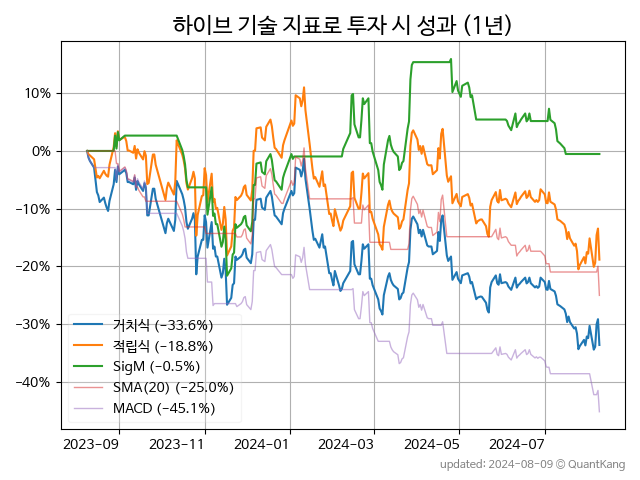 하이브 기술 지표로 투자 시 성과 (1년)
10%
0%
−10%
−20%
−30%
−40%
거치식 (−33.6%)
적립식 (−18.8%)
SigM (−0.5%)
SMA(20) (−25.0%)
MACD (−45.1%)
2023−09
2023−11
2024−01
2024−03
2024−05
2024−07
updated: 2024−08−09 © QuantKang